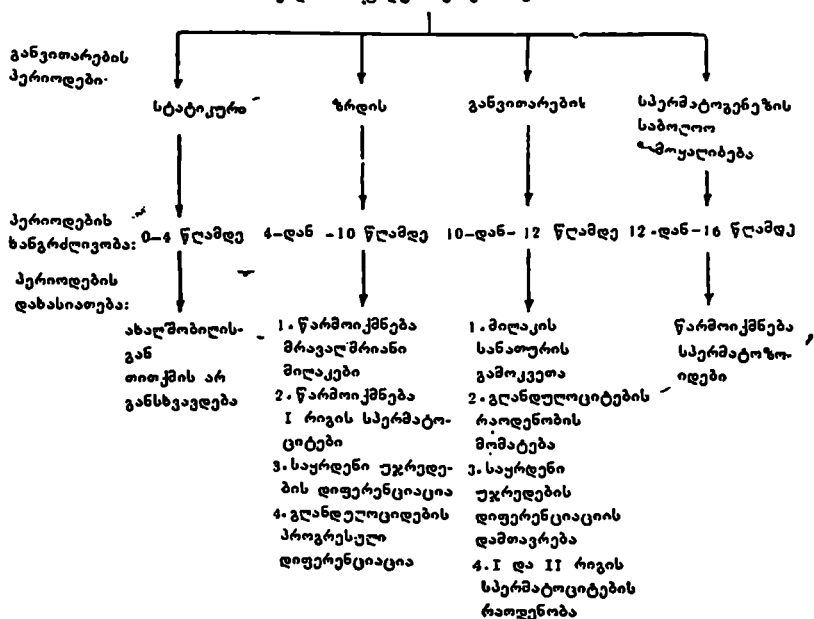 განვითარების
პერიოდები·
სტატიკური
ზრდის
განვითარების
სპერმატოგენეზის
საბოლოო
მოყალიბება
პერიოდების
ხანგრძლივობა:
0–4 წლამდე
4-დან -10 წლამდე
10-დან- 12 წლამდე
12-დან-16 წლამდე
პერიოდების
დახასიათება:
ახალშობილის-
გან
თითქმის არ
განსხვავდება
1. წარმოიქმნება
მრავალშრიანი
მილაკები
2. წარმოიქმნება
I რიგის სპერმატო-
ციტები
3. საყრდენი უჯრედე-
ბის დიფერენციაცია
4. გლანდულოციდების
პროგრესული
დიფერენციაცია
1. მილაკის
სანათურის
გამოკვეთა
2. გლანდულოციტების
რაოდენობის
მომატება
3. საყრდენი
უჯრედების
დიფერენციაციის
დამთავრება
4. I და II რიგის
სპერმატოციტების
რაოდენობა
წარმოიქმნება
სპერმატოზო-
იდები